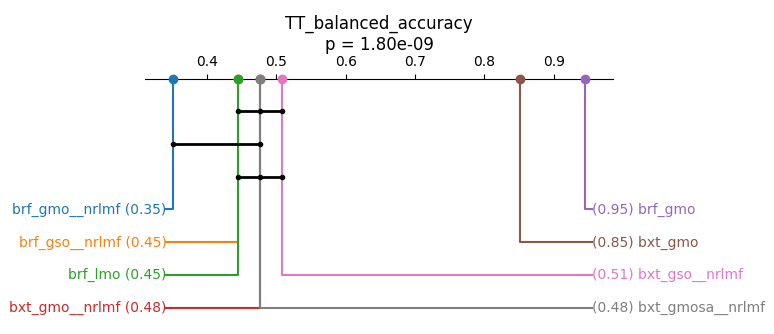 TT_balanced_accuracy
p = 1.80e-09
0.4 0.5 0.6 0.7 0.8 0.9
brf_gmo__nrlmf (0.35) (0.95) brf_gmo
brf_gso__nrlmf (0.45) (0.85) bxt_gmo
brf_lmo (0.45) (0.51) bxt_gso__nrlmf
bxt_gmo__nrlmf (0.48) (0.48) bxt_gmosa__nrlmf